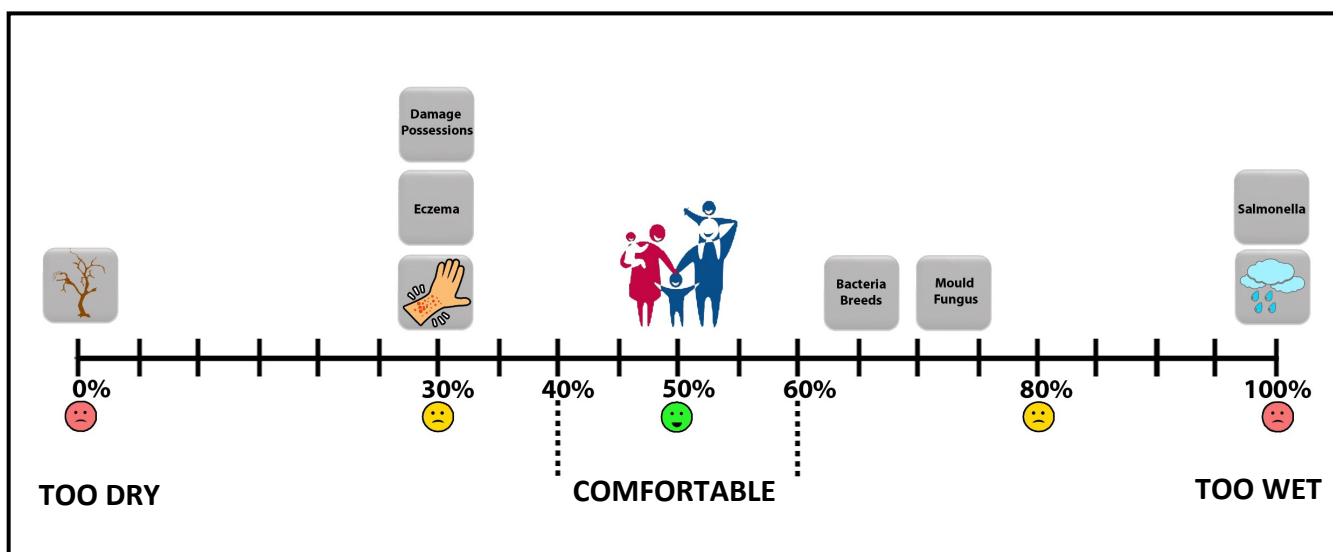 Damage
Possessions
Eczema
Salmonella
Bacteria
Breeds
Mould
Fungus
0%
30%
40%
50%
60%
80%
100%
TOO DRY
COMFORTABLE
TOO WET